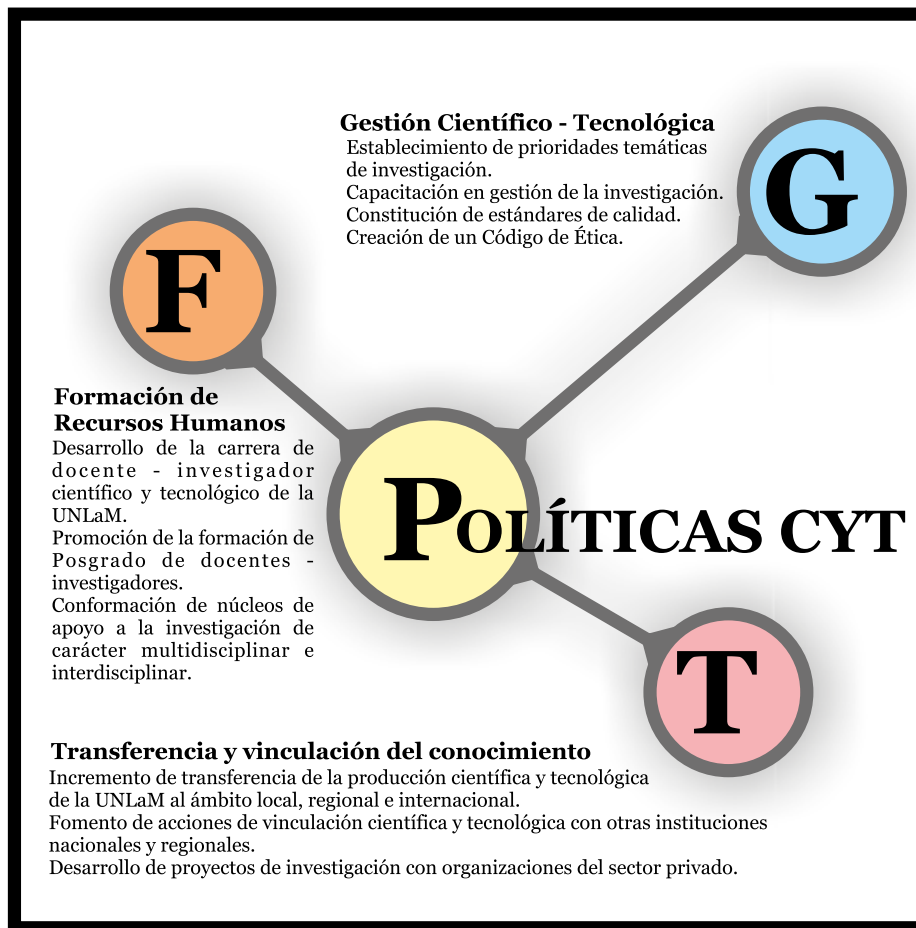 Gestión Científico - Tecnológica
Establecimiento de prioridades temáticas
de investigación.
Capacitación en gestión de la investigación.
Constitución de estándares de calidad.
Creación de un Código de Ética.
G
F
Formación de
Recursos Humanos
Desarrollo de la carrera de
docente - investigador
científico y tecnológico de la
UNLaM.
Promoción de la formación de
Posgrado de docentes -
investigadores.
Conformación de núcleos de
apoyo a la investigación de
carácter multidisciplinar e
interdisciplinar.
POLÍTICAS CYT
T
Transferencia y vinculación del conocimiento
Incremento de transferencia de la producción científica y tecnológica
de la UNLaM al ámbito local, regional e internacional.
Fomento de acciones de vinculación científica y tecnológica con otras instituciones
nacionales y regionales.
Desarrollo de proyectos de investigación con organizaciones del sector privado.